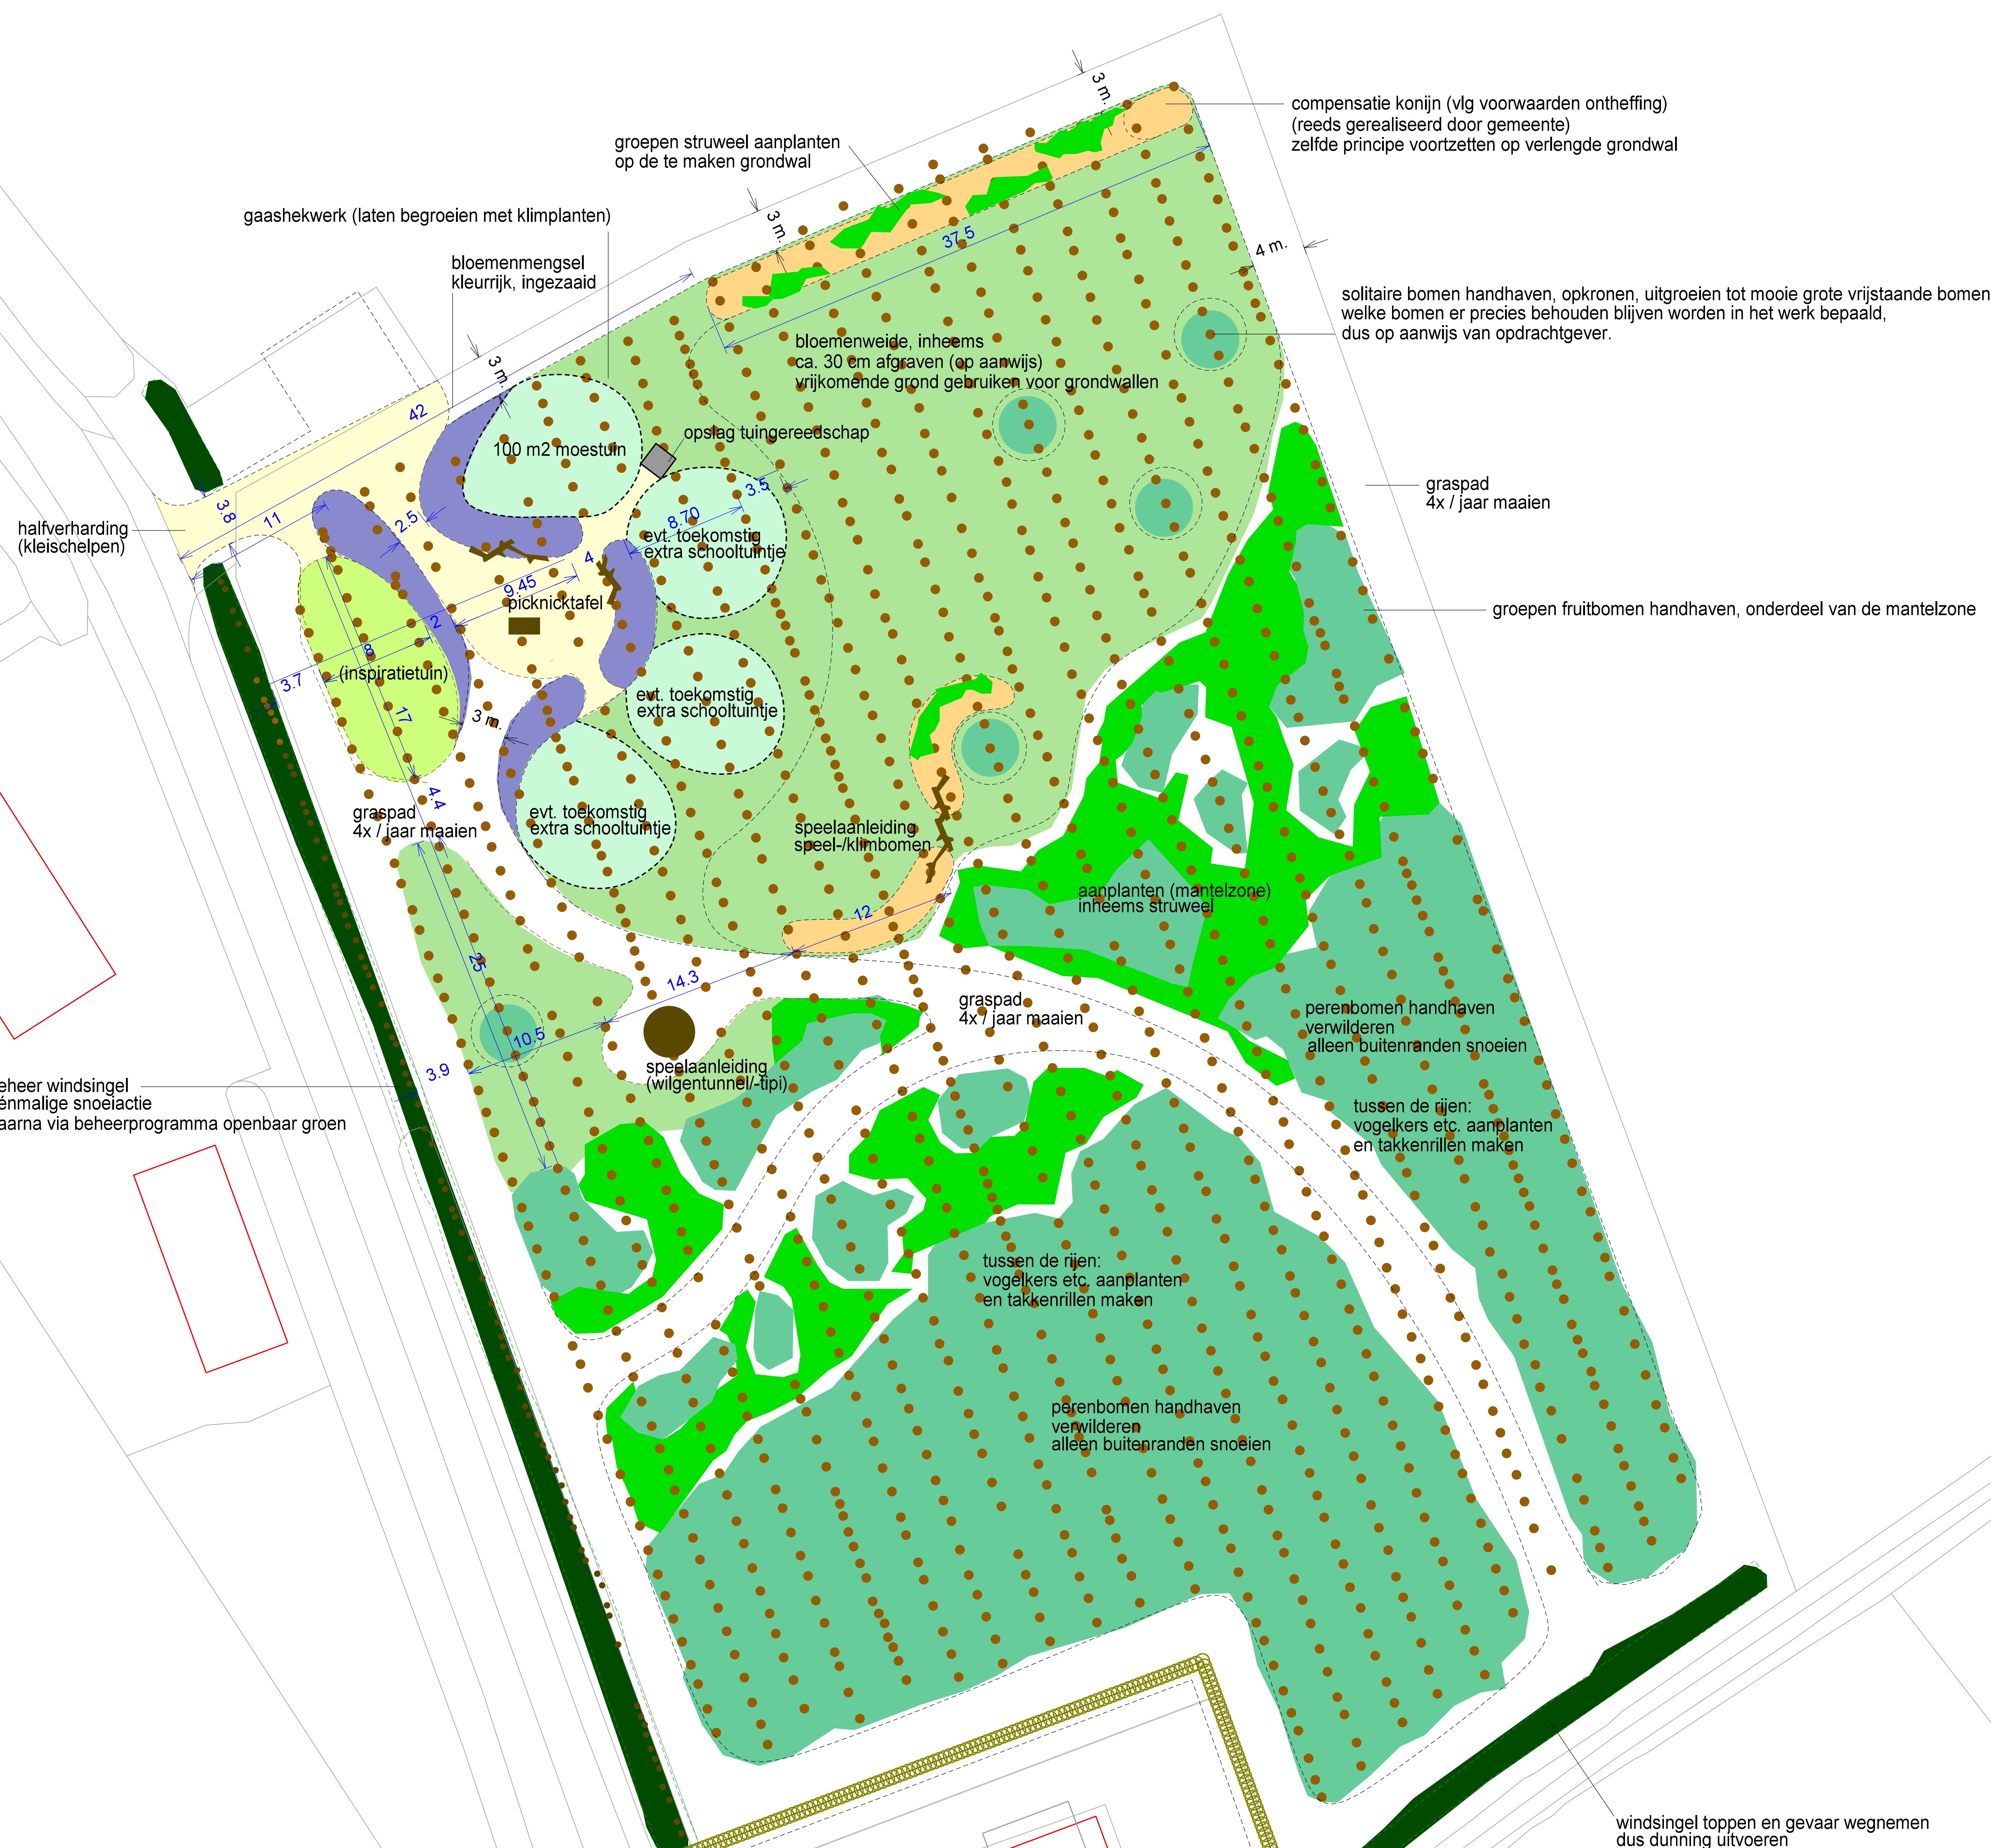 3 m.
compensatie konijn (vlg voorwaarden ontheffing)
(reeds gerealiseerd door gemeente)
zelfde principe voortzetten op verlengde grondwal
groepen struweel aanplanten
op de te maken grondwal
gaashekwerk (laten begroeien met klimplanten)
3 m.
37.5
4 m.
bloemenmengsel
kleurrijk, ingezaaid
solitaire bomen handhaven, opkronen, uitgroeien tot mooie grote vrijstaande bomen
welke bomen er precies behouden blijven worden in het werk bepaald,
dus op aanwijs van opdrachtgever.
bloemenweide, inheems
ca. 30 cm afgraven (op aanwijs)
vrijkomende grond gebruiken voor grondwallen
3 m.
42
opslag tuingereedschap
100 m2 moestuin
graspad
4x / jaar maaien
3.5
3.8
11
2.5
8.70
halfverharding
(kleischelpen)
evt. toekomstig
extra schooltuintje
4
9.45
picknicktafel
groepen fruitbomen handhaven, onderdeel van de mantelzone
2
8
(inspiratietuin)
3.7
17
3 m.
evt. toekomstig
extra schooltuintje
4.4
graspad
4x / jaar maaien
evt. toekomstig
extra schooltuintje
speelaanleiding
speel-/klimbomen
aanplanten (mantelzone)
inheems struweel
12
25
14.3
graspad
4x / jaar maaien
perenbomen handhaven
verwilderen
alleen buitenranden snoeien
10.5
3.9
speelaanleiding
(wilgentunnel/-tipi)
eheer windsingel
énmalige snoeiactie
aarna via beheerprogramma openbaar groen
tussen de rijen:
vogelkers etc. aanplanten
en takkenrillen maken
tussen de rijen:
vogelkers etc. aanplanten
en takkenrillen maken
perenbomen handhaven
verwilderen
alleen buitenranden snoeien
windsingel toppen en gevaar wegnemen
dus dunning uitvoeren